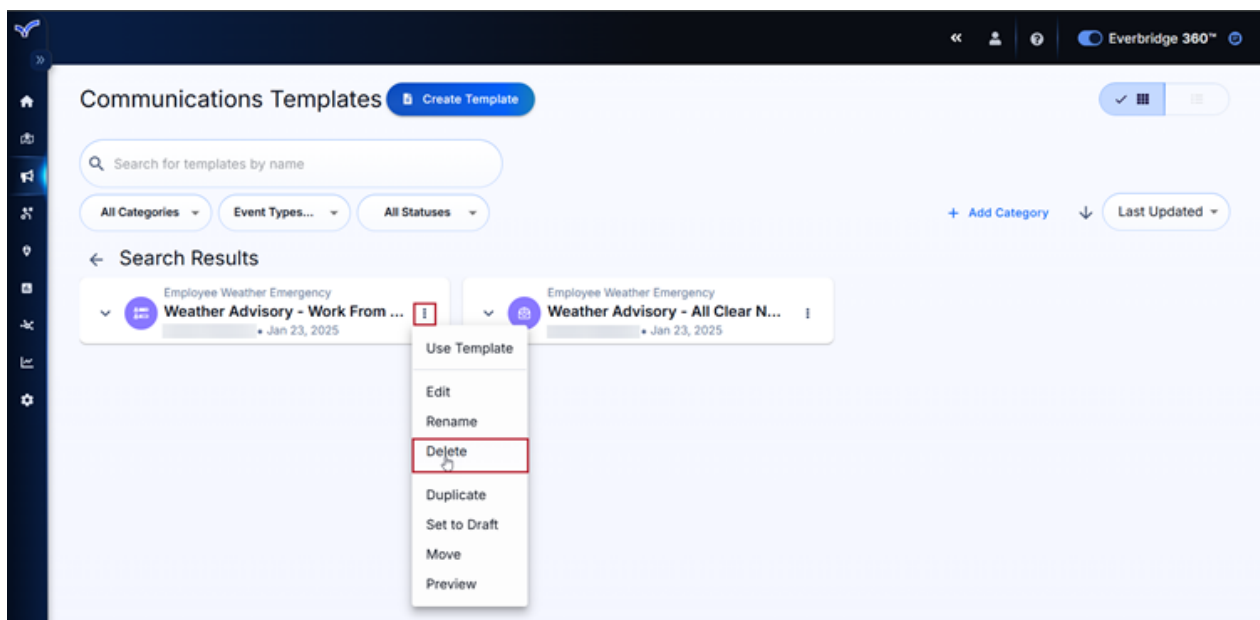 Everbridge 360™
Communications Templates
Create Template
Search for templates by name
All Categories
Event Types...
All Statuses
+ Add Category
Last Updated
Search Results
Employee Weather Emergency
Weather Advisory - Work From ...
• Jan 23, 2025
Employee Weather Emergency
Weather Advisory - All Clear N...
• Jan 23, 2025
Use Template
Edit
Rename
Delete
Duplicate
Set to Draft
Move
Preview